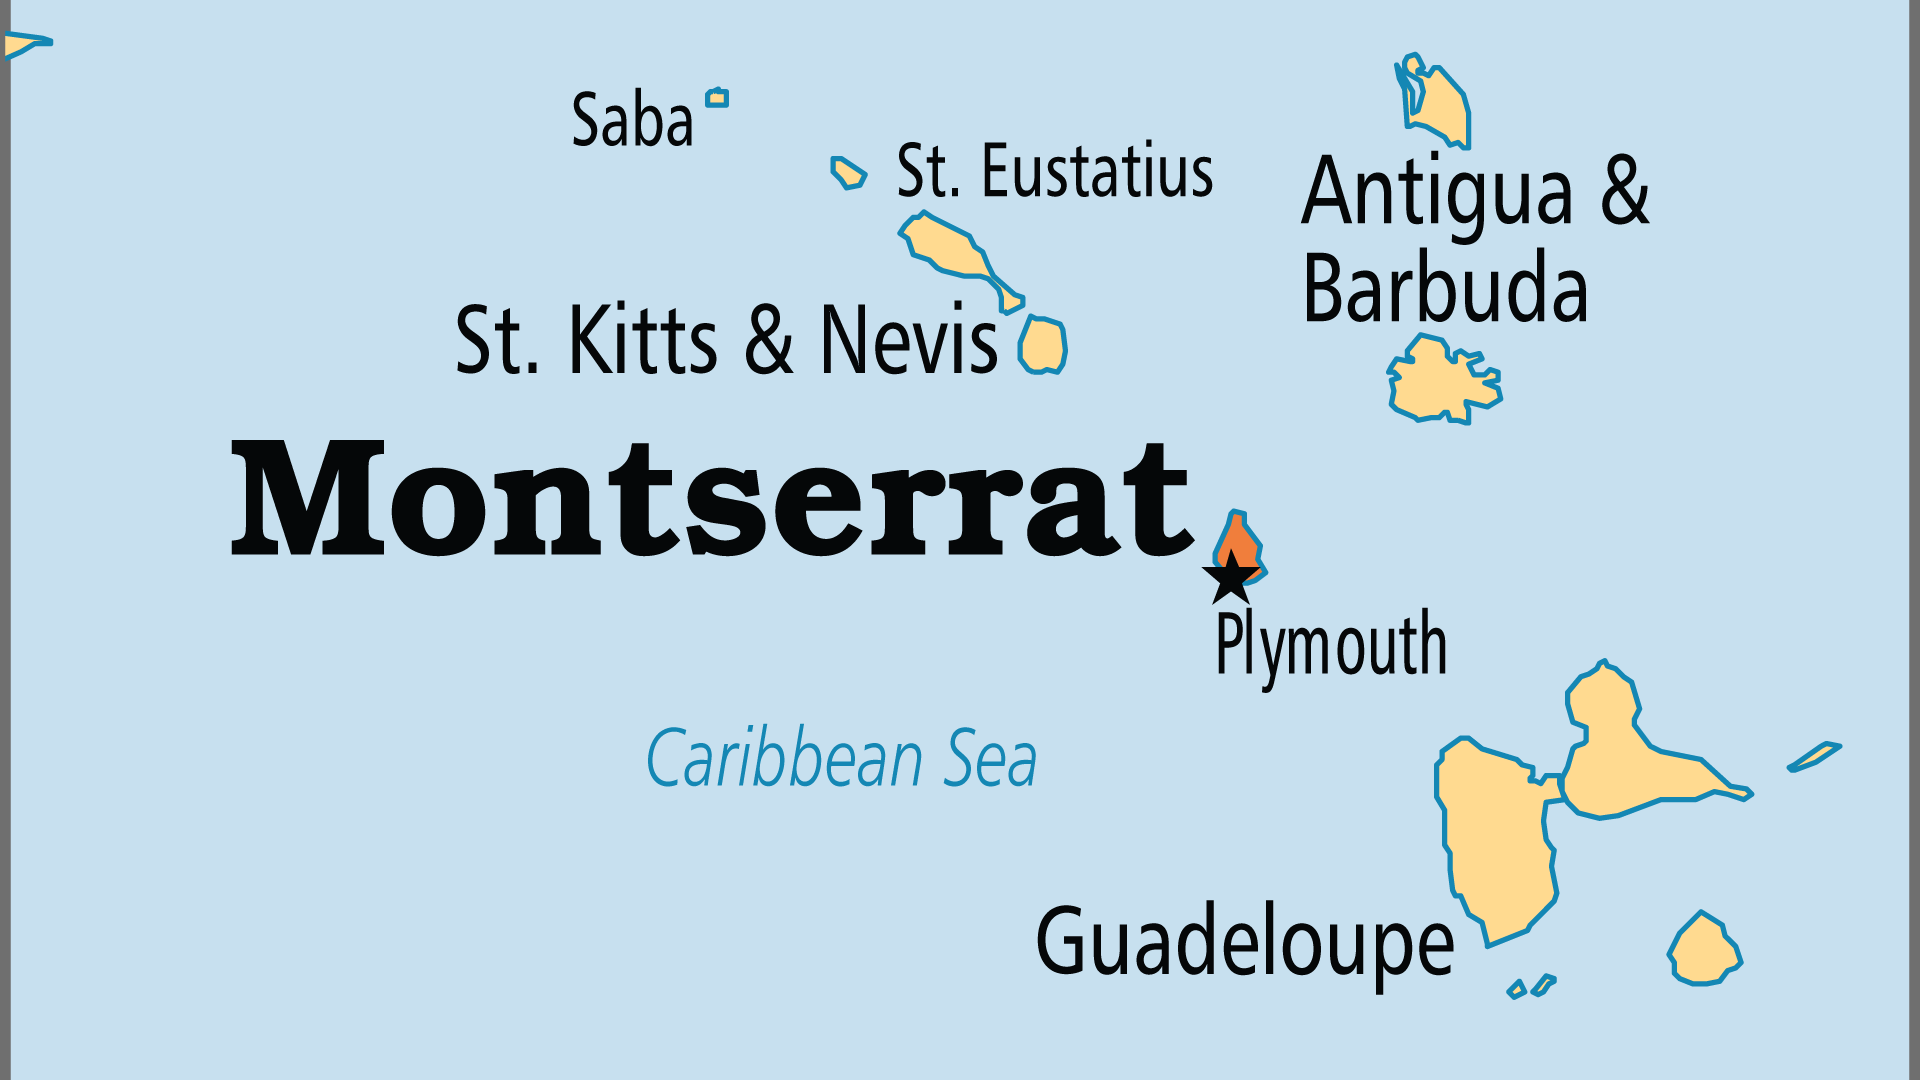 Saba
St. Eustatius
Antigua &
Barbuda
St. Kitts & Nevis
Montserrat
Plymouth
Caribbean Sea
Guadeloupe